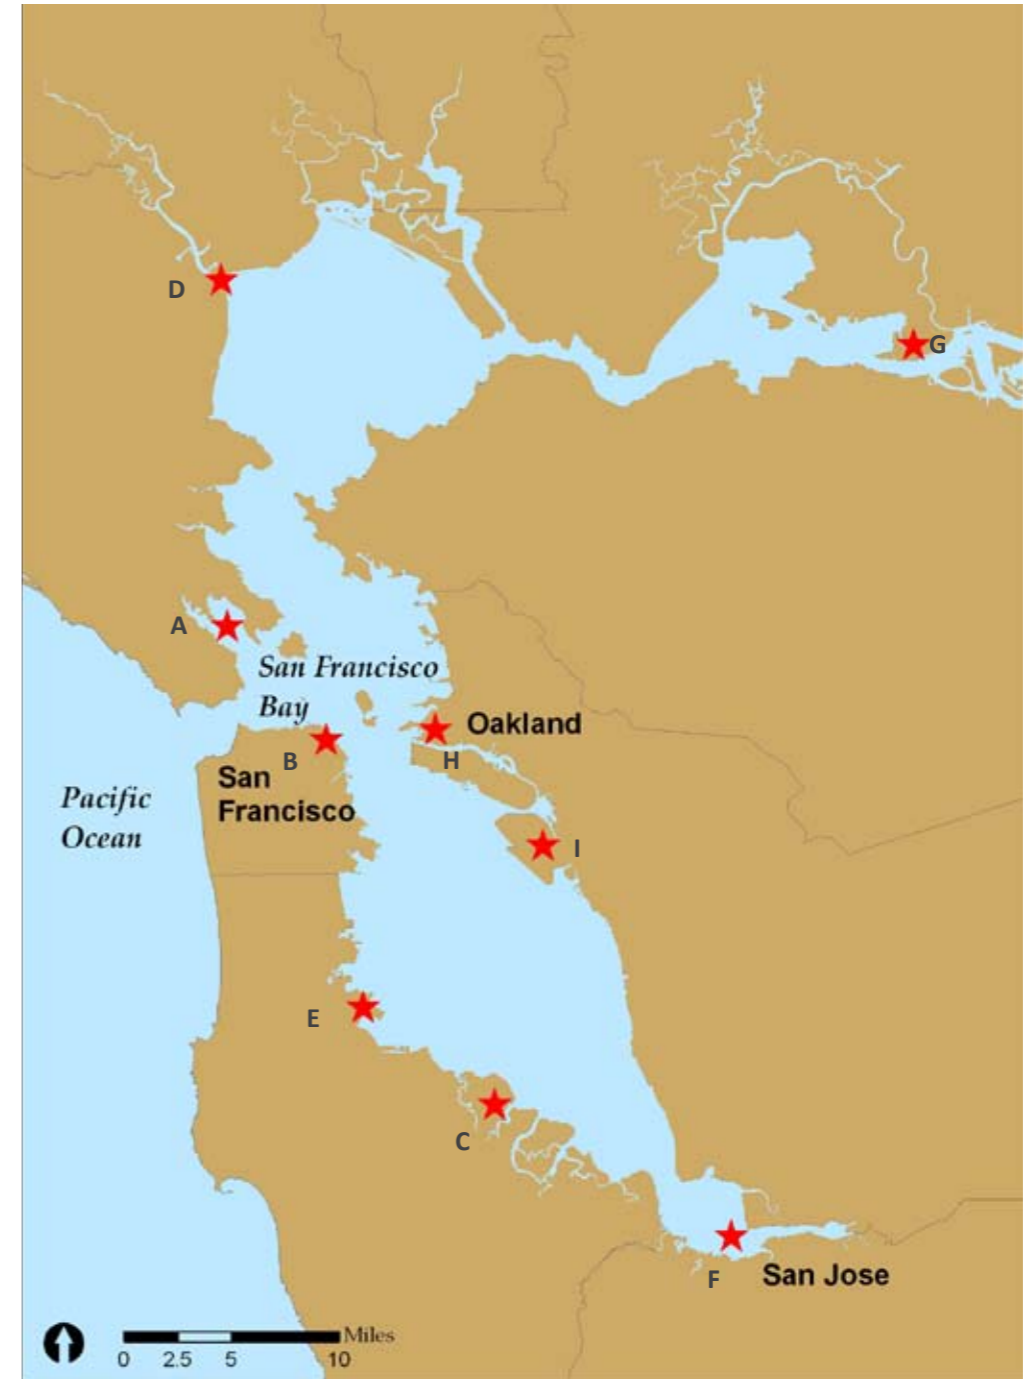 D
G
A
San Francisco
Bay
Oakland
H
B
San
Francisco
Pacific
Ocean
I
E
C
F
San Jose
Miles
0 2.5 5 10